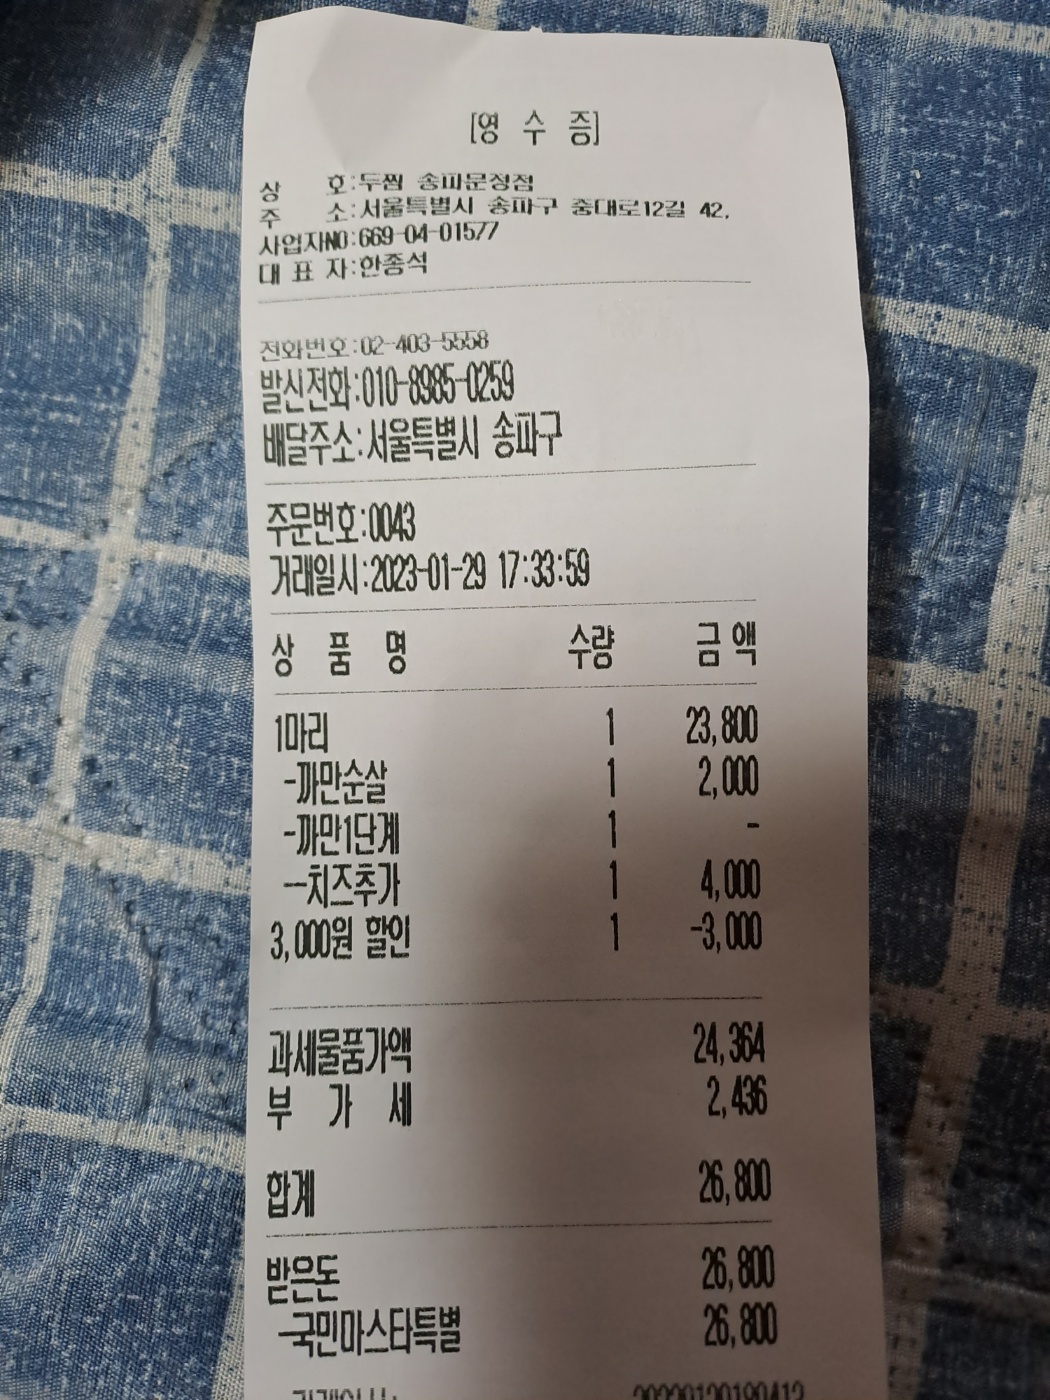 [영 수 증]
상 호:두찜 송파문정점
주 소:서울특별시 송파구 중대로12길 42,
사업자NO:669-04-01577
대 표 자:한종석
전화번호:02-403-5558
발신전화:010-8985-0259
배달주소:서울특별시 송파구
주문번호:0043
거래일시:2023-01-29 17:33:59
상 품 명 수량 금액
1마리 1 23,800
-까만순살 1 2,000
-까만1단계 1 -
--치즈추가 1 4,000
3,000원 할인 1 -3,000
과세물품가액 24,364
부 가 세 2,436
합계 26,800
받은돈 26,800
-국민마스타특별 26,800